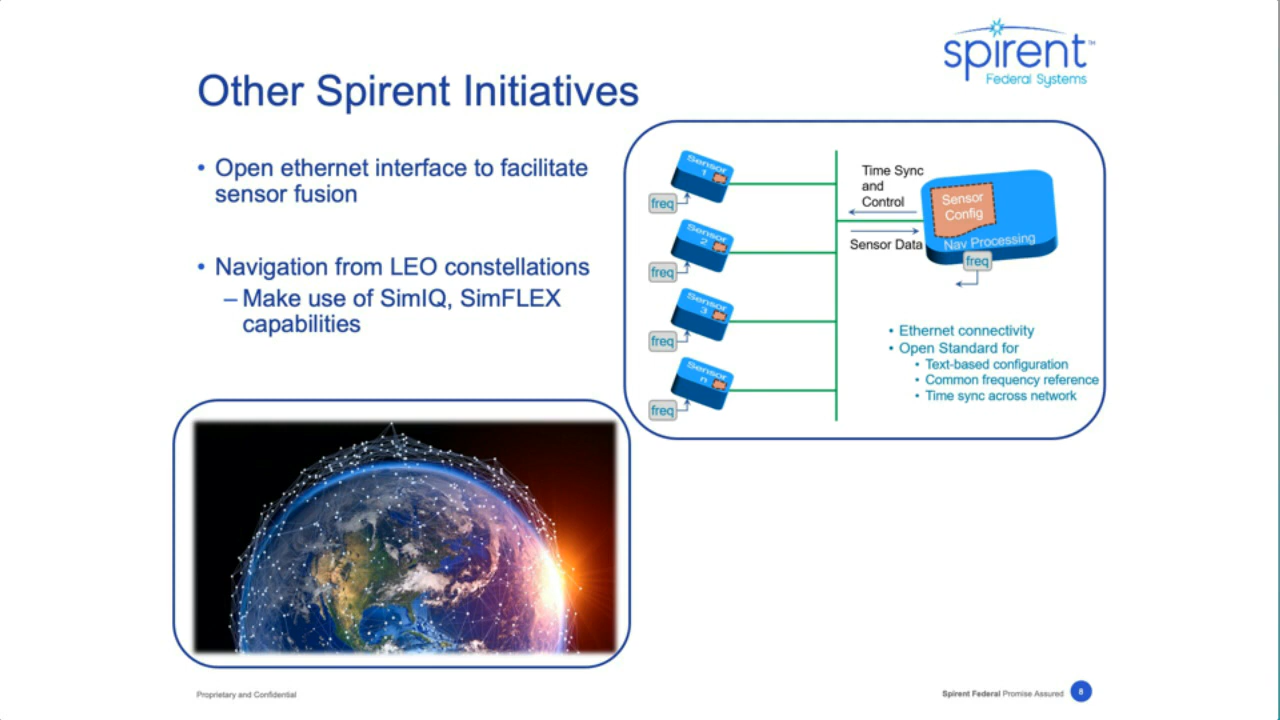 spirent™
Federal Systems
Other Spirent Initiatives
• Open ethernet interface to facilitate
sensor fusion
• Navigation from LEO constellations
– Make use of SimIQ, SimFLEX
capabilities
Sensor
1
freq
Sensor
2
freq
Sensor
3
freq
Sensor
n
freq
Time Sync
and
Control
Sensor Data
Sensor
Config
Nav Processing
freq
• Ethernet connectivity
• Open Standard for
• Text-based configuration
• Common frequency reference
• Time sync across network
Proprietary and Confidential
Spirent Federal Promise Assured
8